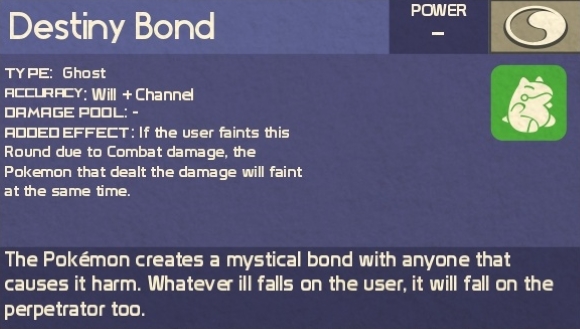 Destiny Bond
POWER
–
TYPE: Ghost
ACCURACY: Will + Channel
DAMAGE POOL: -
ADDED EFFECT: If the user faints this
Round due to Combat damage, the
Pokemon that dealt the damage will faint
at the same time.
The Pokémon creates a mystical bond with anyone that
causes it harm. Whatever ill falls on the user, it will fall on the
perpetrator too.